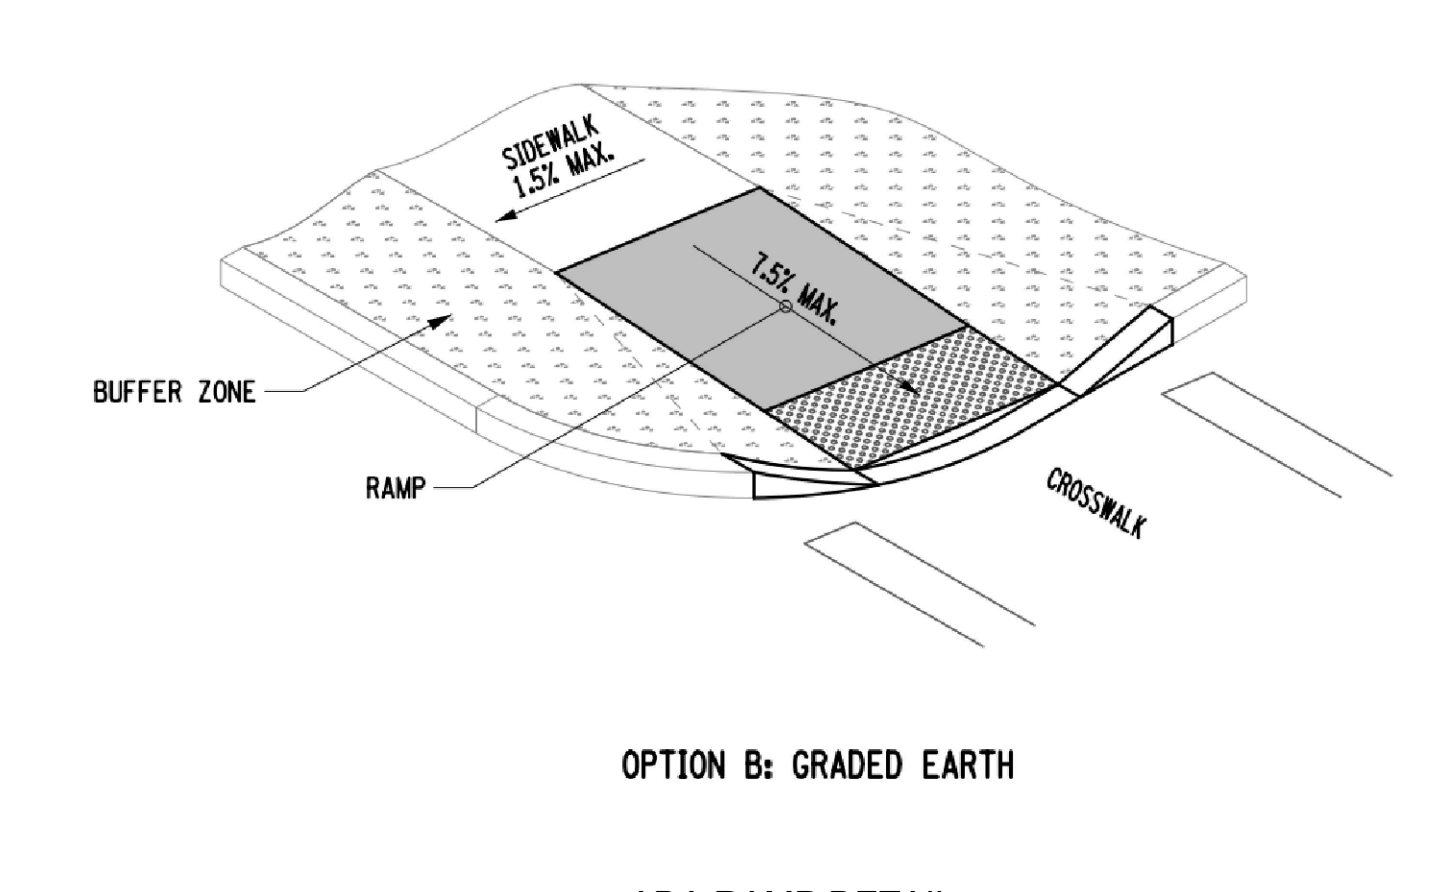 SIDEWALK
1.5% MAX.
7.5% MAX.
BUFFER ZONE
RAMP
CROSSWALK
OPTION B: GRADED EARTH